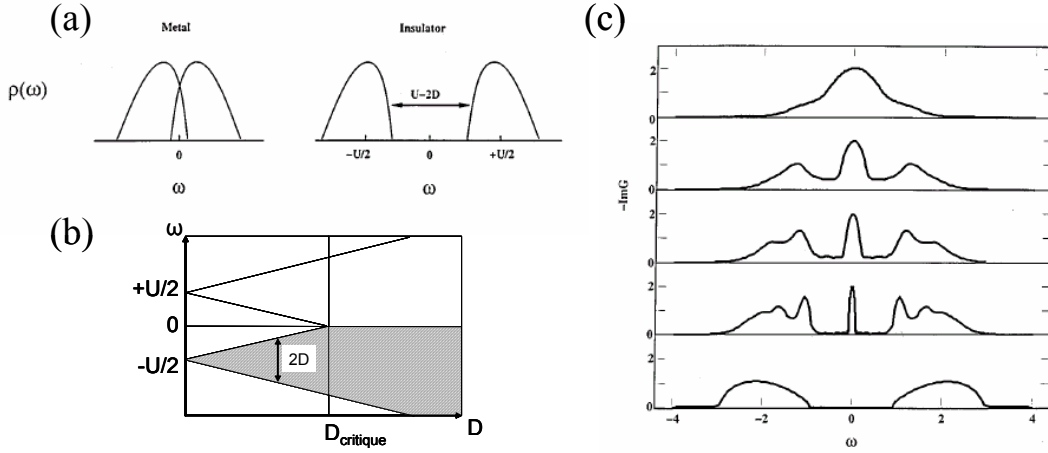 (a)
Metal
Insulator
ρ(ω)
U-2D
0
-U/2
0
+U/2
ω
ω
(b)
ω
+U/2
0
-U/2
2D
D critique
D
(c)
2
0
2
0
2
0
2
0
2
0
-ImG
-4
-2
0
2
4
ω